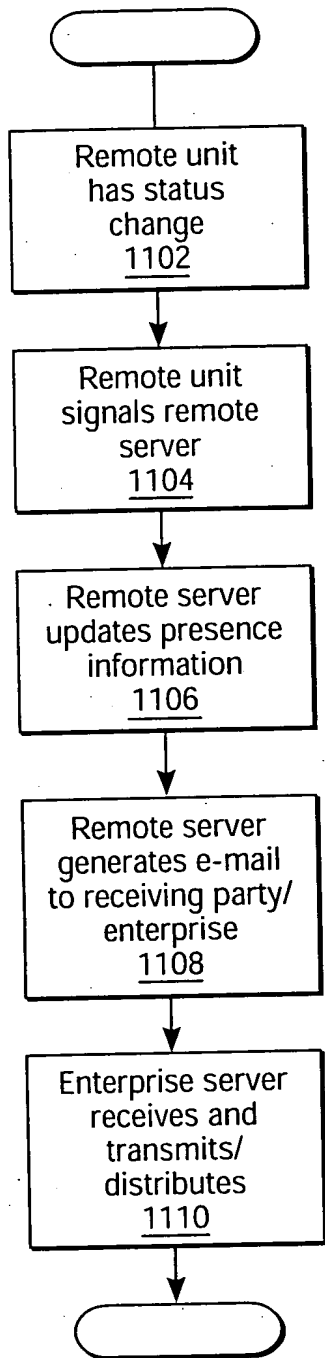 Remote unit
has status
change
1102
Remote unit
signals remote
server
1104
Remote server
updates presence
information
1106
Remote server
generates e-mail
to receiving party/
enterprise
1108
Enterprise server
receives and
transmits/
distributes
1110